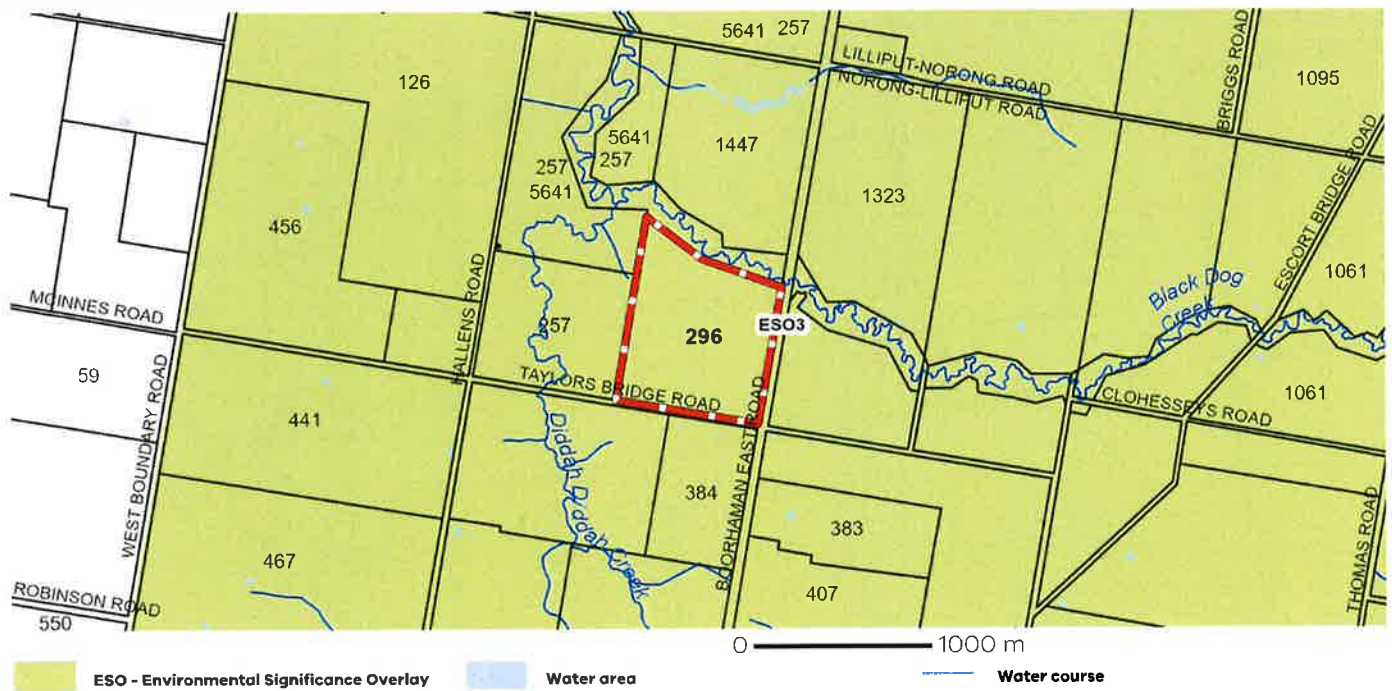 5641 257
LILLIPUT-NORONG ROAD
NORONG-LILLIPUT ROAD
BRIGGS ROAD
1095
126
5641
257
1447
257
5641
1323
ESCORT BRIDGE ROAD
456
1061
HALLENS ROAD
Black Dog
Creek
MCINNES ROAD
257
296
ESO3
59
WEST BOUNDARY ROAD
TAYLORS BRIDGE ROAD
BOORHAMAN EAST ROAD
CLOHESSEYS ROAD
1061
441
Diddah Diddah Creek
384
383
THOMAS ROAD
467
407
ROBINSON ROAD
550
0 1000 m
ESO - Environmental Significance Overlay
Water area
Water course